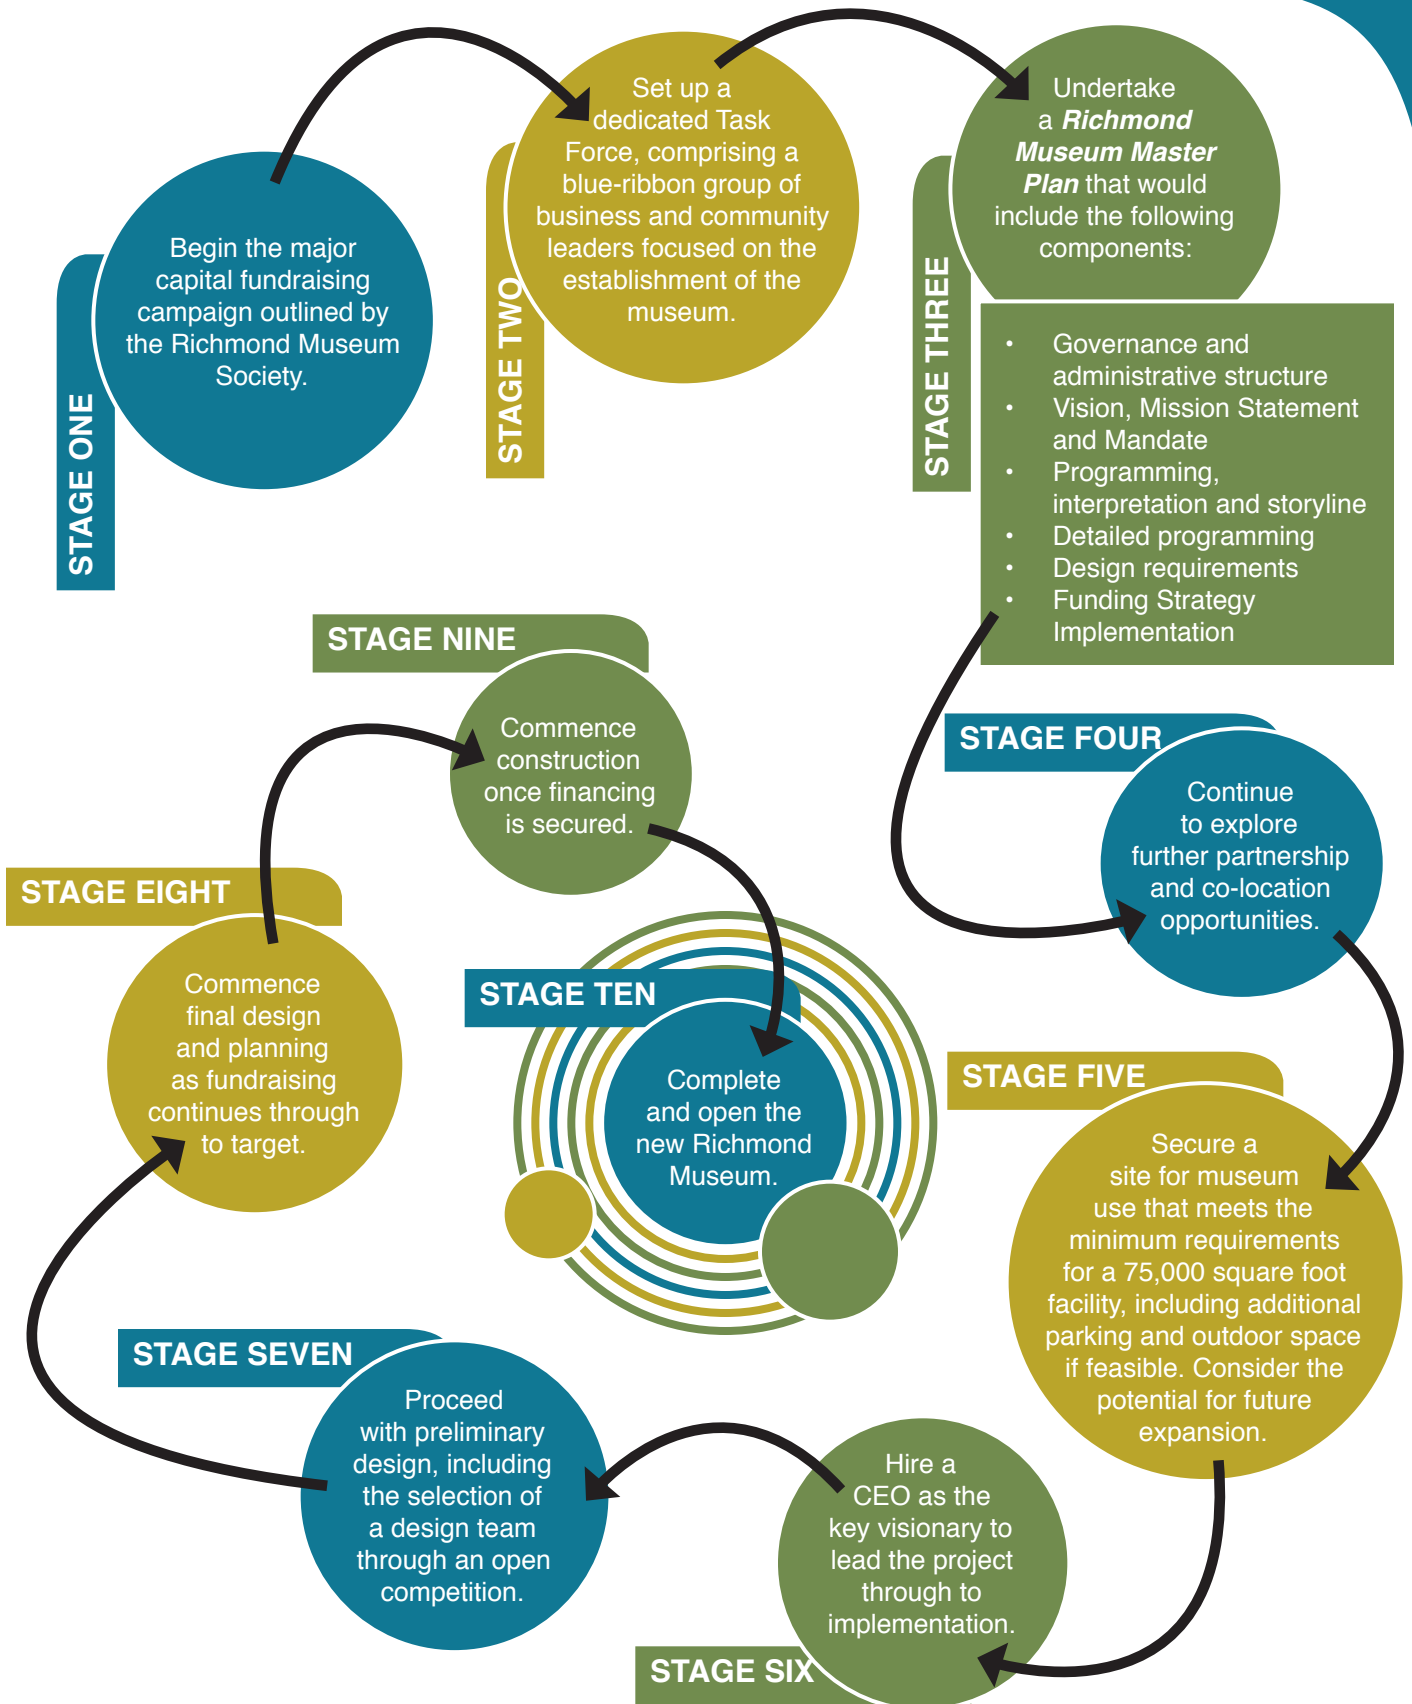 STAGE ONE
Begin the major
capital fundraising
campaign outlined by
the Richmond Museum
Society.
STAGE TWO
Set up a
dedicated Task
Force, comprising a
blue-ribbon group of
business and community
leaders focused on the
establishment of the
museum.
STAGE THREE
Undertake
a Richmond
Museum Master
Plan that would
include the following
components:
• Governance and
administrative structure
• Vision, Mission Statement
and Mandate
• Programming,
interpretation and storyline
• Detailed programming
• Design requirements
• Funding Strategy
Implementation
STAGE FOUR
Continue
to explore
further partnership
and co-location
opportunities.
STAGE FIVE
Secure a
site for museum
use that meets the
minimum requirements
for a 75,000 square foot
facility, including additional
parking and outdoor space
if feasible. Consider the
potential for future
expansion.
STAGE SIX
Hire a
CEO as the
key visionary to
lead the project
through to
implementation.
STAGE SEVEN
Proceed
with preliminary
design, including
the selection of
a design team
through an open
competition.
STAGE EIGHT
Commence
final design
and planning
as fundraising
continues through
to target.
STAGE NINE
Commence
construction
once financing
is secured.
STAGE TEN
Complete
and open the
new Richmond
Museum.